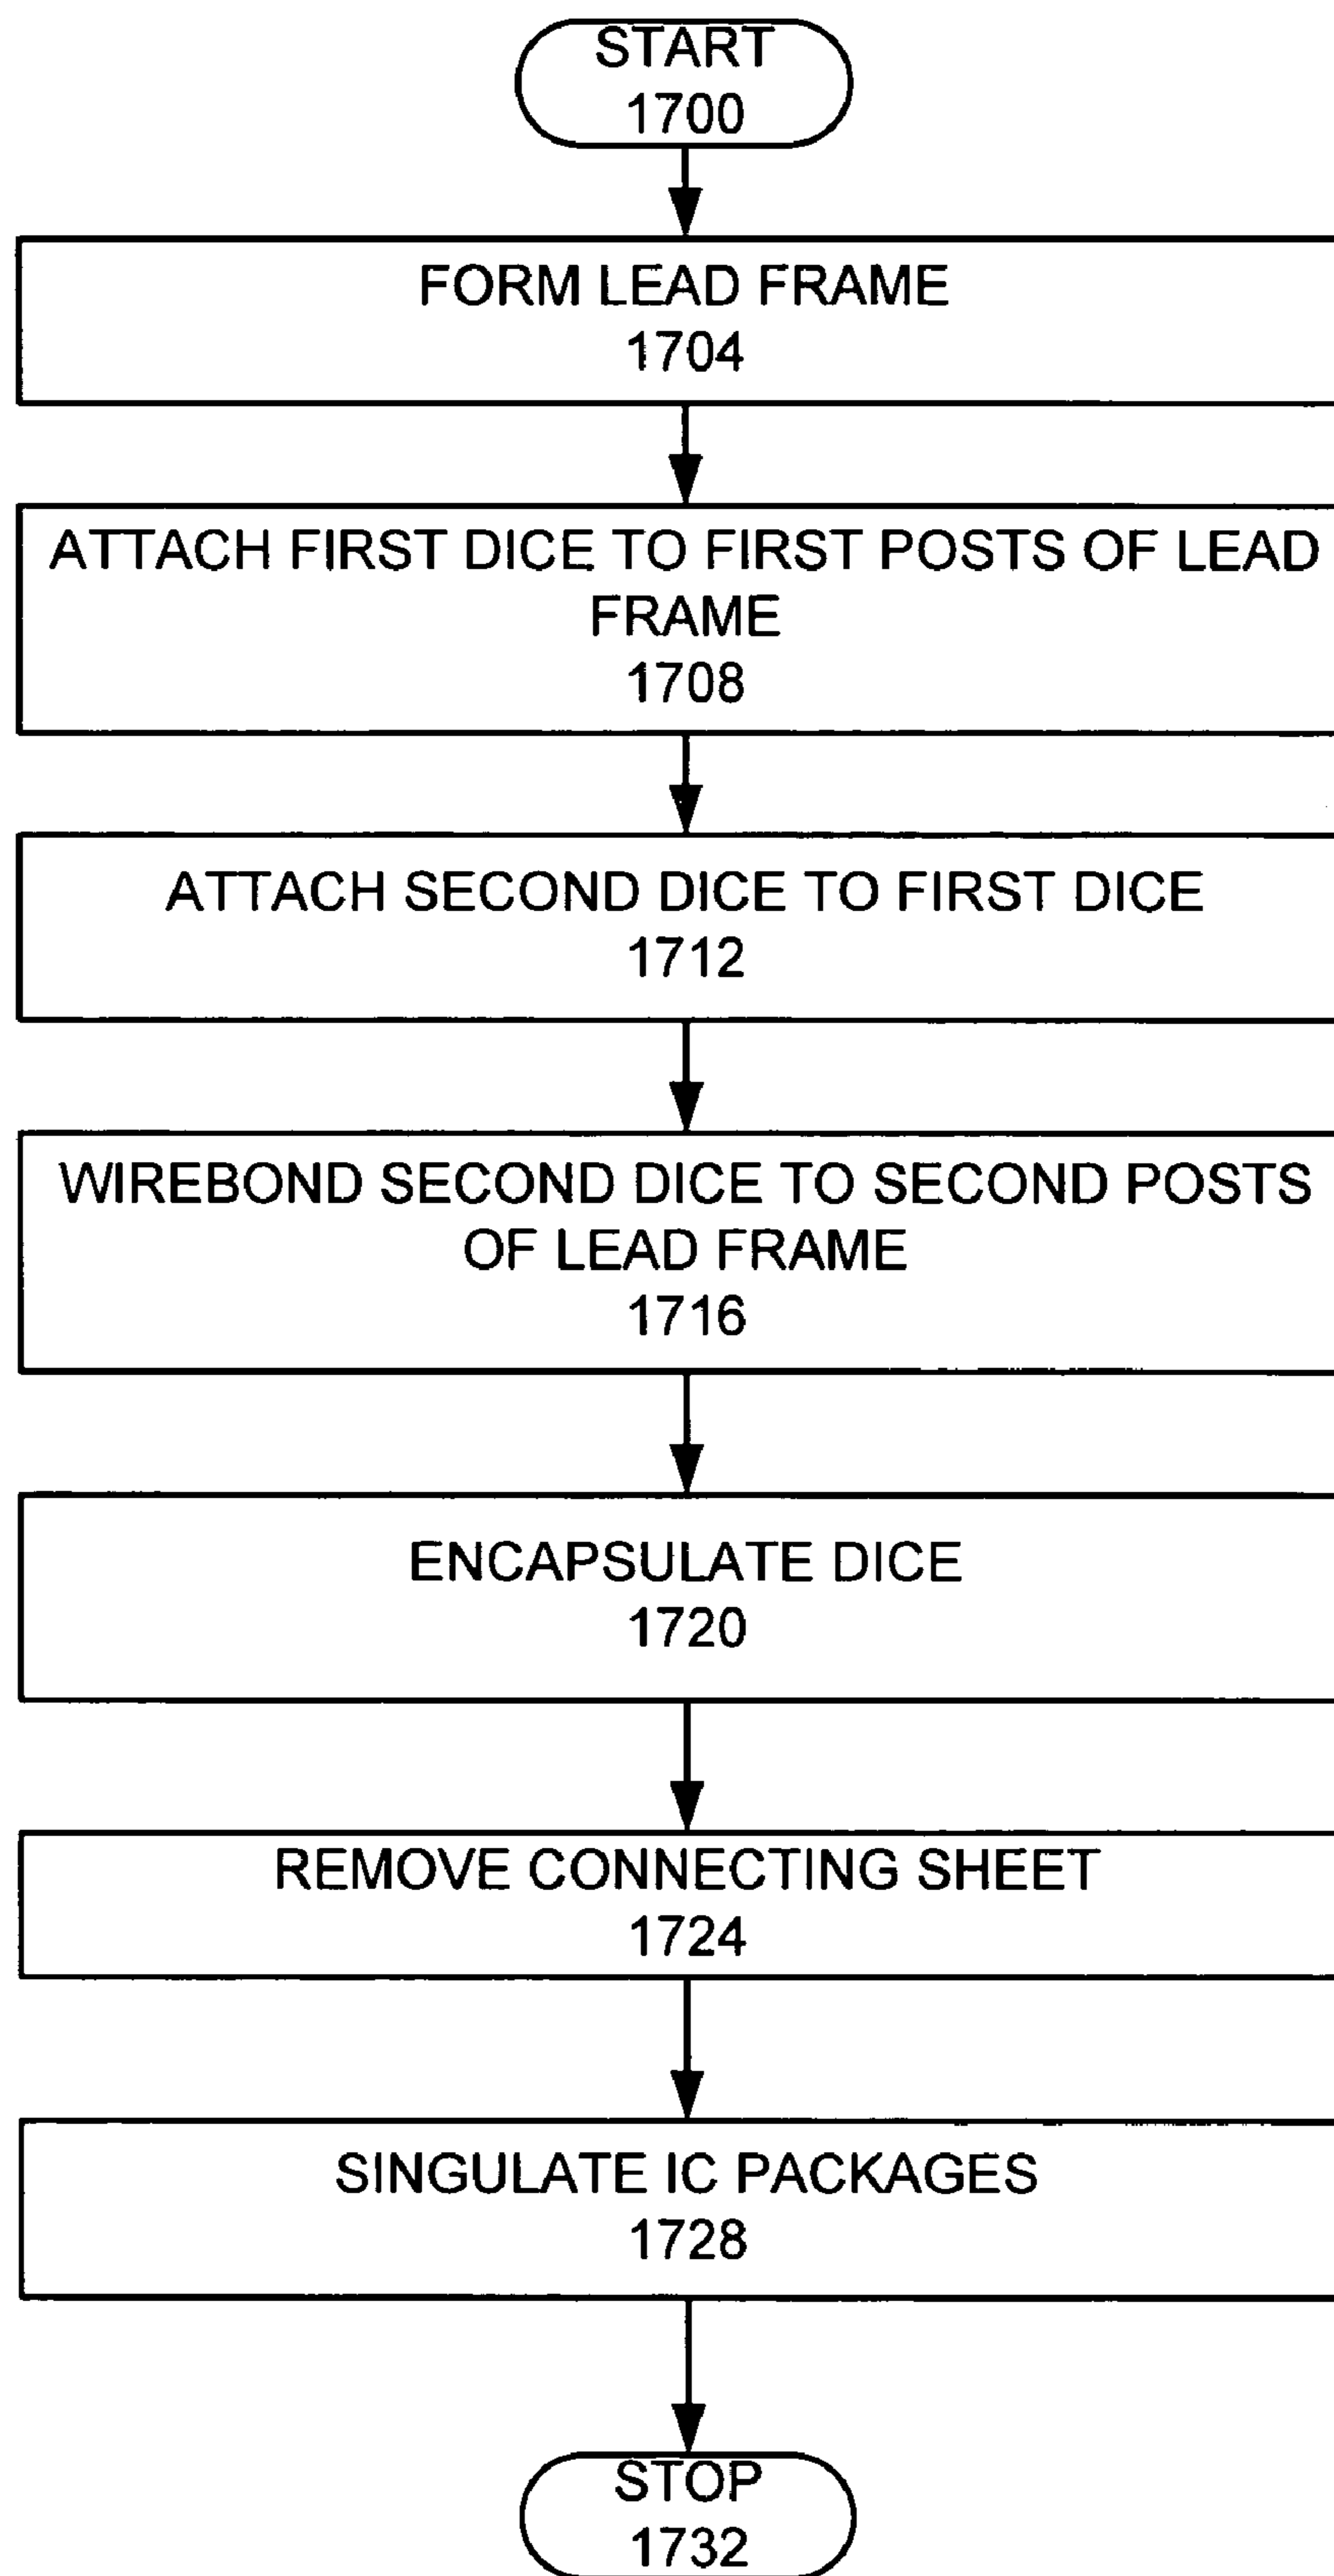 START
1700
FORM LEAD FRAME
1704
ATTACH FIRST DICE TO FIRST POSTS OF LEAD
FRAME
1708
ATTACH SECOND DICE TO FIRST DICE
1712
WIREBOND SECOND DICE TO SECOND POSTS
OF LEAD FRAME
1716
ENCAPSULATE DICE
1720
REMOVE CONNECTING SHEET
1724
SINGULATE IC PACKAGES
1728
STOP
1732